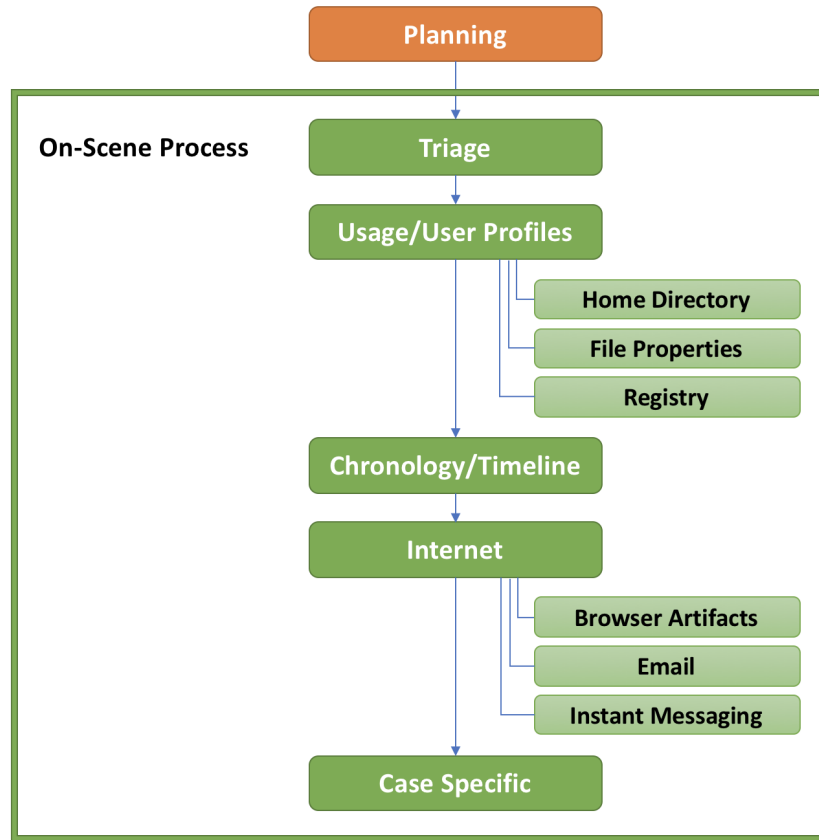 Planning
On-Scene Process
Triage
Usage/User Profiles
Home Directory
File Properties
Registry
Chronology/Timeline
Internet
Browser Artifacts
Email
Instant Messaging
Case Specific